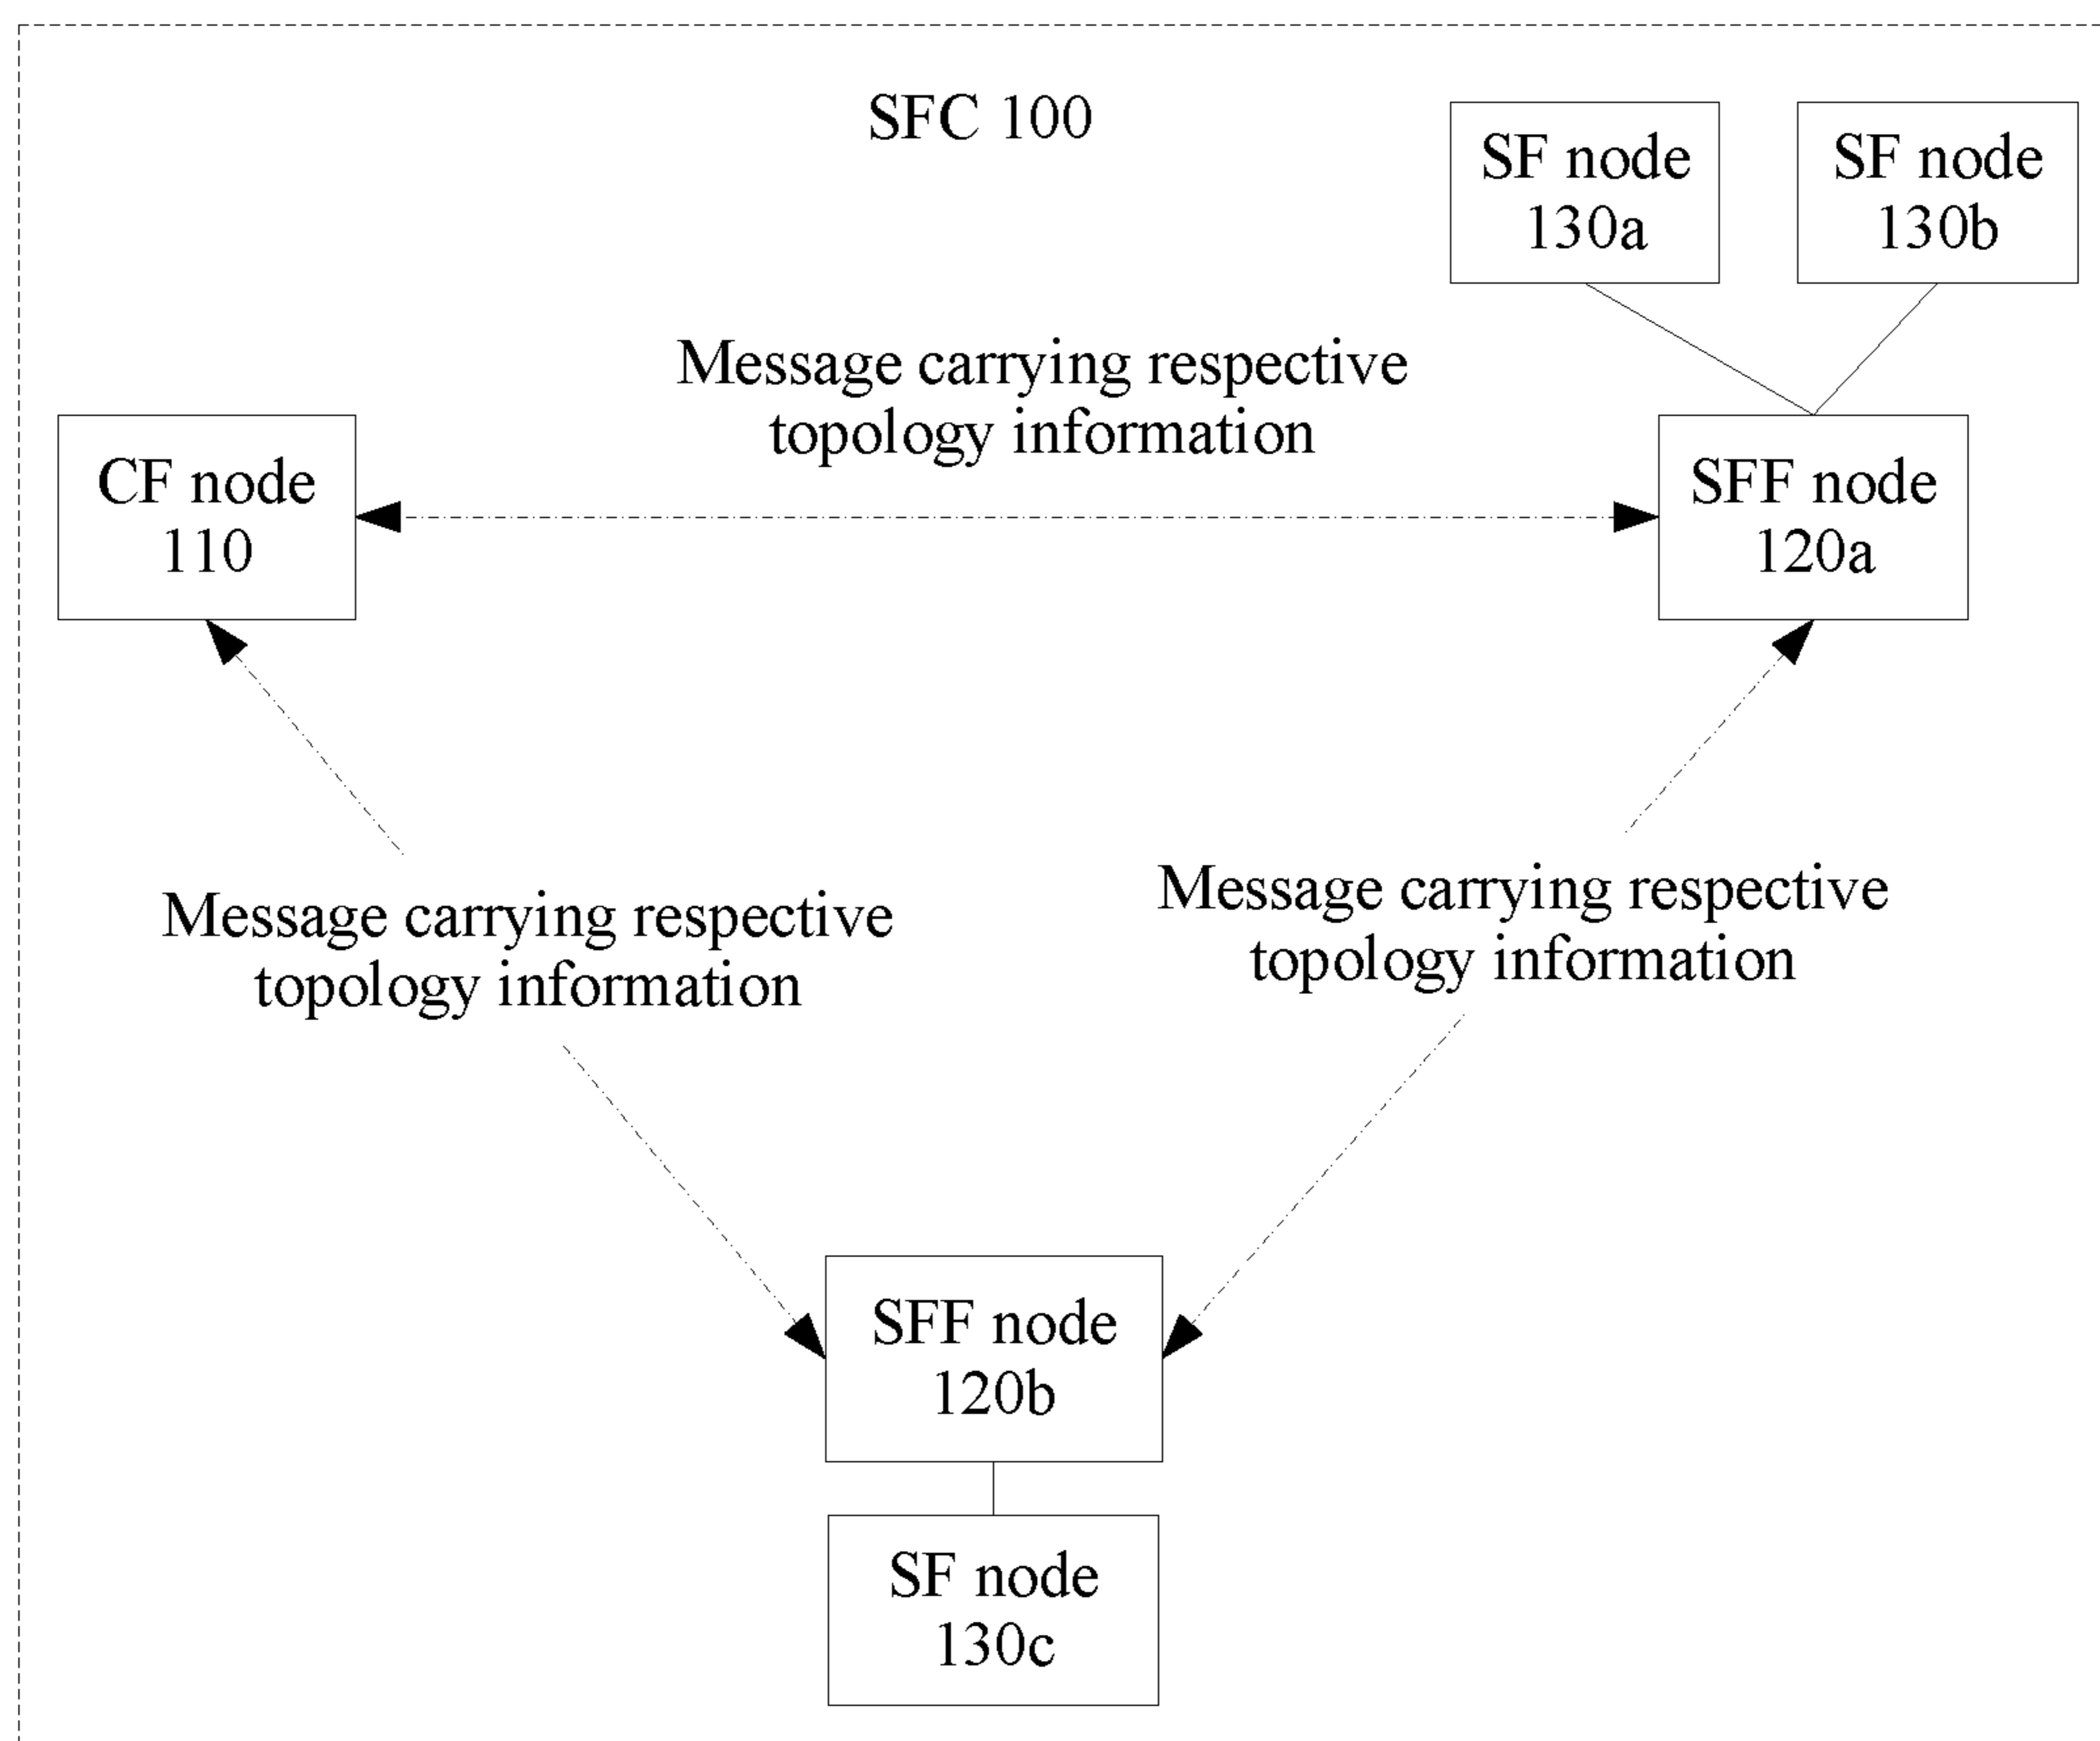 SFC 100
SF node
130a
SF node
130b
Message carrying respective
topology information
CF node
110
SFF node
120a
Message carrying respective
topology information
Message carrying respective
topology information
SFF node
120b
SF node
130c